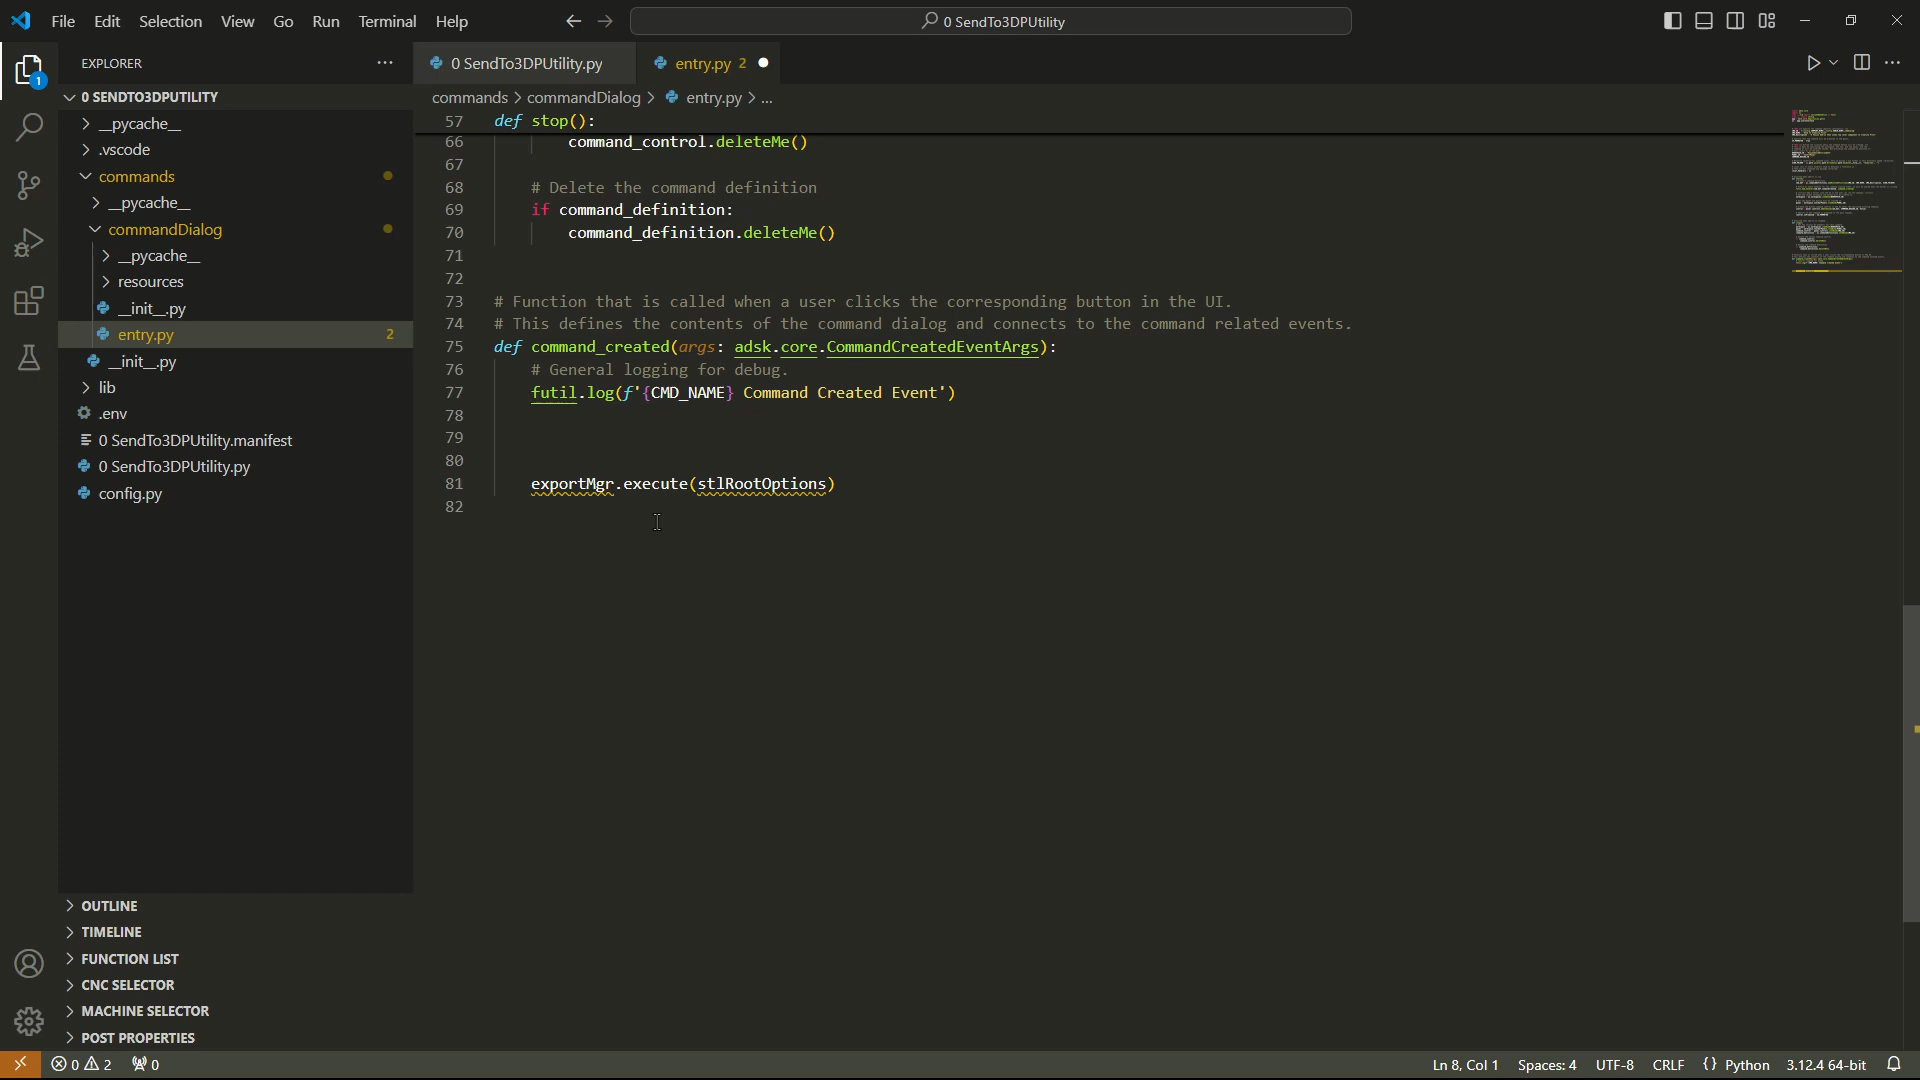 File Edit Selection View Go Run Terminal Help
0 SendTo3DPUtility
EXPLORER
0 SendTo3DPUtility.py
entry.py 2
0 SENDTO3DPUTILITY
commands > commandDialog > entry.py > ...
__pycache__
.vscode
commands
__pycache__
commandDialog
__pycache__
resources
__init__.py
entry.py 2
__init__.py
lib
.env
0 SendTo3DPUtility.manifest
0 SendTo3DPUtility.py
config.py
OUTLINE
TIMELINE
FUNCTION LIST
CNC SELECTOR
MACHINE SELECTOR
POST PROPERTIES
1
57 def stop():
66 command_control.deleteMe()
67
68 # Delete the command definition
69 if command_definition:
70 command_definition.deleteMe()
71
72
73 # Function that is called when a user clicks the corresponding button in the UI.
74 # This defines the contents of the command dialog and connects to the command related events.
75 def command_created(args: adsk.core.CommandCreatedEventArgs):
76 # General logging for debug.
77 futil.log(f'{CMD_NAME} Command Created Event')
78
79
80
81 exportMgr.execute(stlRootOptions)
82
0 2 0
Ln 8, Col 1 Spaces: 4 UTF-8 CRLF {} Python 3.12.4 64-bit